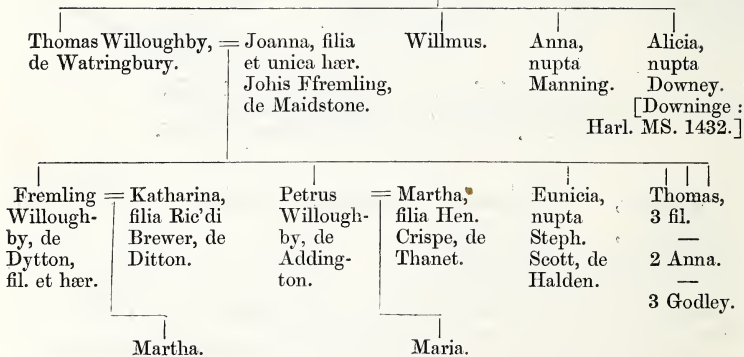 Thomas Willoughby,
de Watringbury.
=
Joanna, filia
et unica hær.
Johis Ffremling,
de Maidstone.
Willmus.
Anna,
nupta
Manning.
Alicia,
nupta
Downey.
[Downinge :
Harl. MS. 1432.]
Fremling
Willough-
by, de
Dytton,
fil. et hær.
=
Katharina,
filia Ric'di
Brewer, de
Ditton.
Petrus
Willough-
by, de
Adding-
ton.
=
Martha,
filia Hen.
Crispe, de
Thanet.
Eunicia,
nupta
Steph.
Scott, de
Halden.
Thomas,
3 fil.
—
2 Anna.
—
3 Godley.
Martha.
Maria.